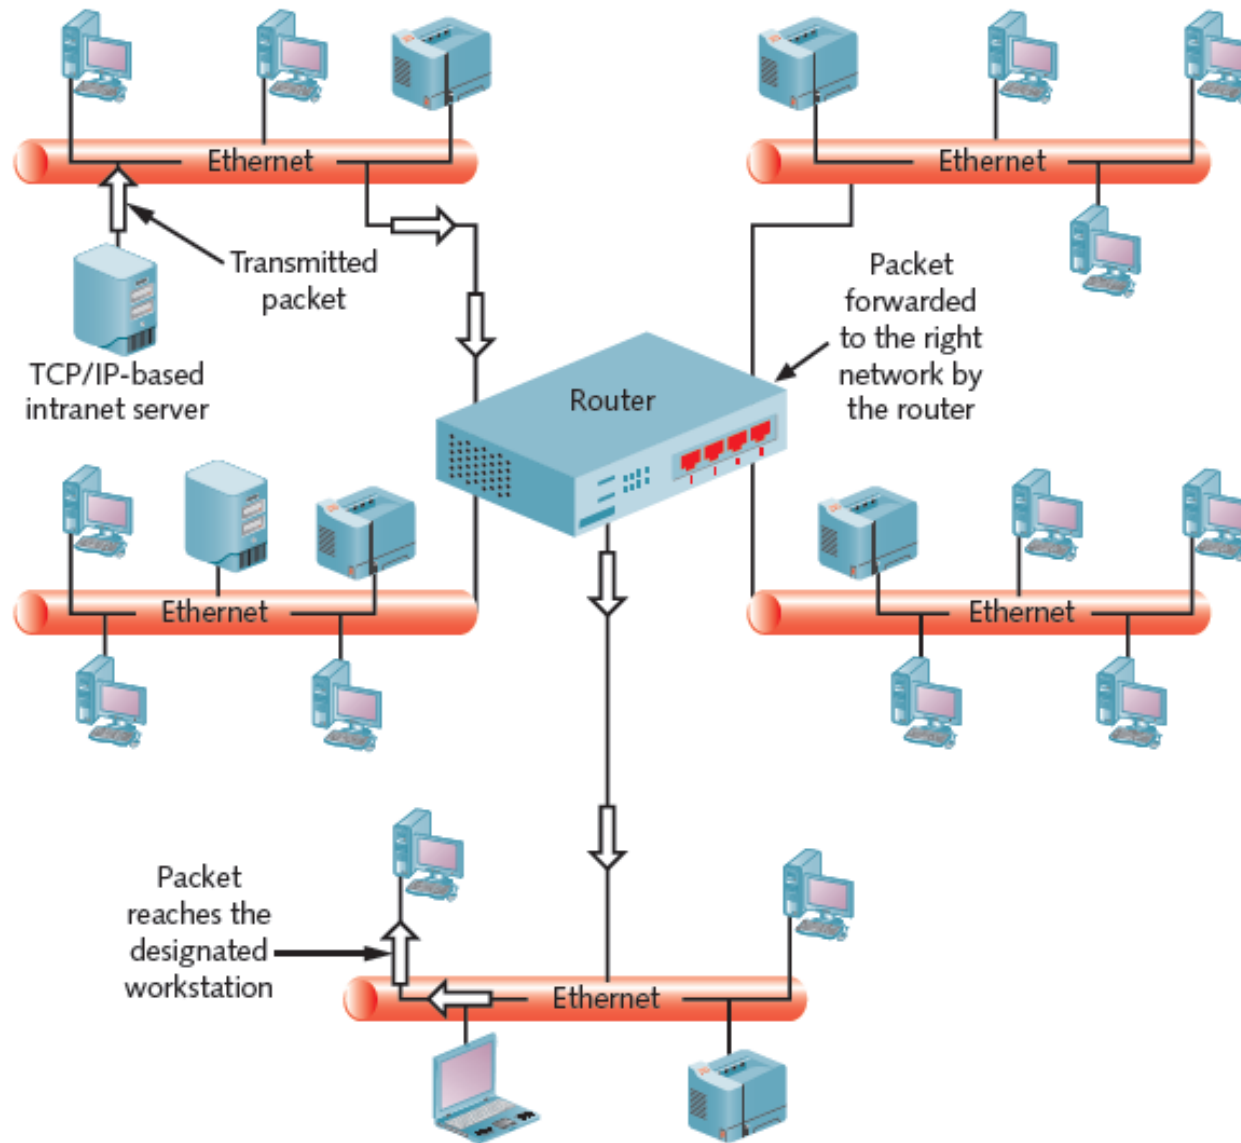 Ethernet
Ethernet
Transmitted
packet
TCP/IP-based
intranet server
Packet
forwarded
to the right
network by
the router
Router
Ethernet
Ethernet
Packet
reaches the
designated
workstation
Ethernet